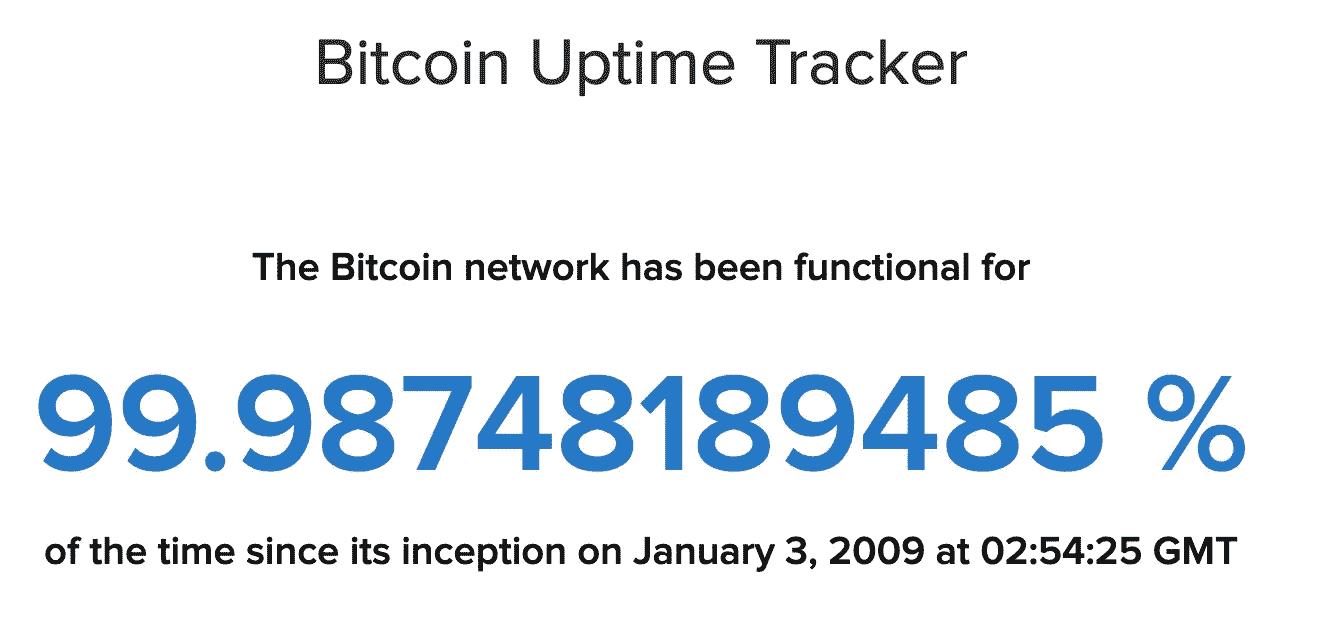 Bitcoin Uptime Tracker
The Bitcoin network has been functional for
99.98748189485 %
of the time since its inception on January 3, 2009 at 02:54:25 GMT